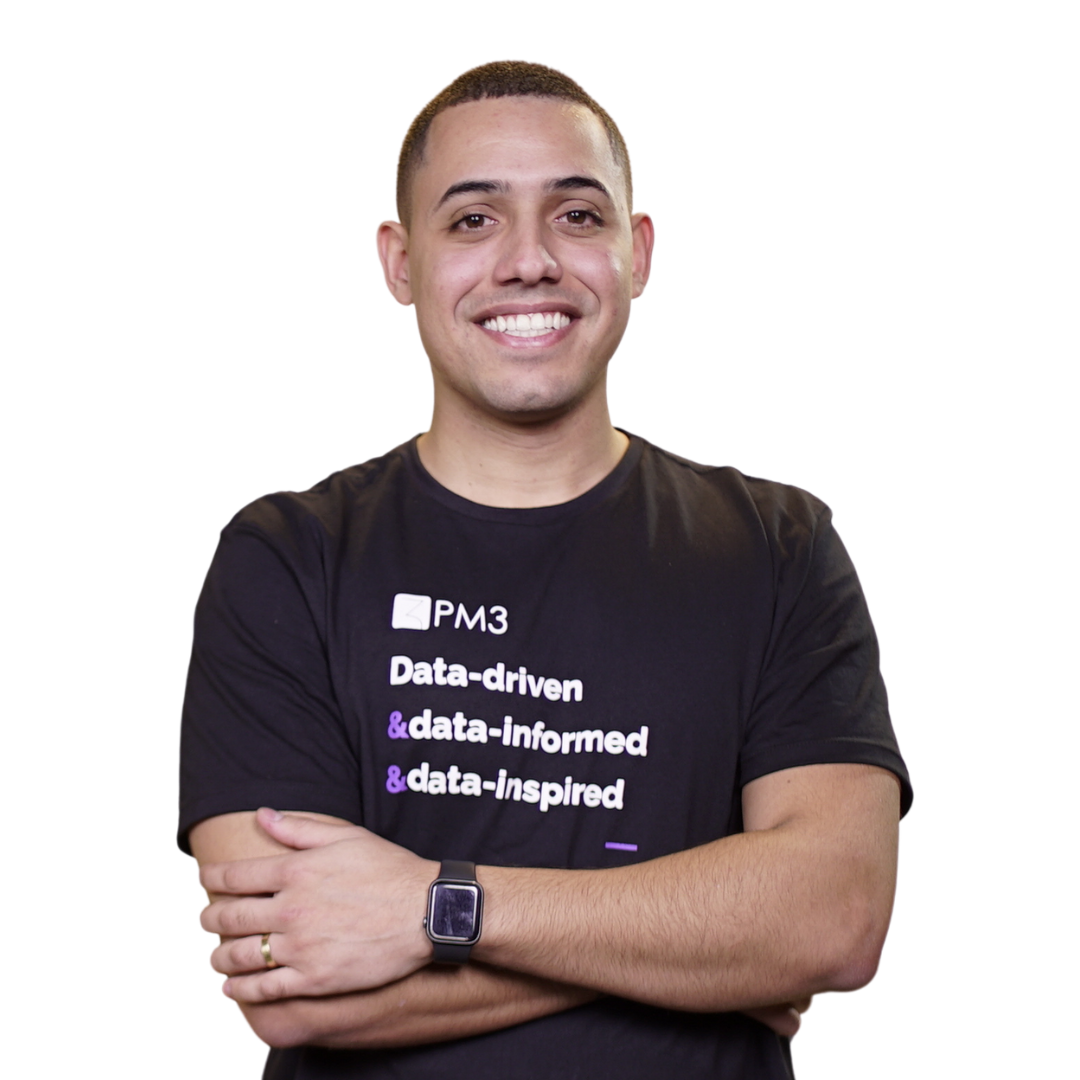 PM3
Data-driven
&data-informed
&data-inspired